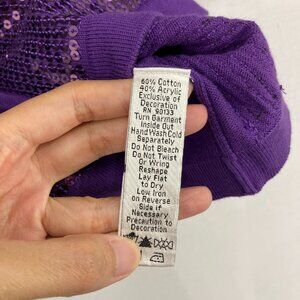 60% Cotton
40% Acrylic
Exclusive of
Decoration
RN 90133
Turn Garment
Inside Out
Hand Wash Cold
Separately
Do Not Bleach
Do Not Twist
Or Wring
Reshape
Lay Flat
to Dry
Low Iron
on Reverse
Side if
Necessary
Precaution to
Decoration